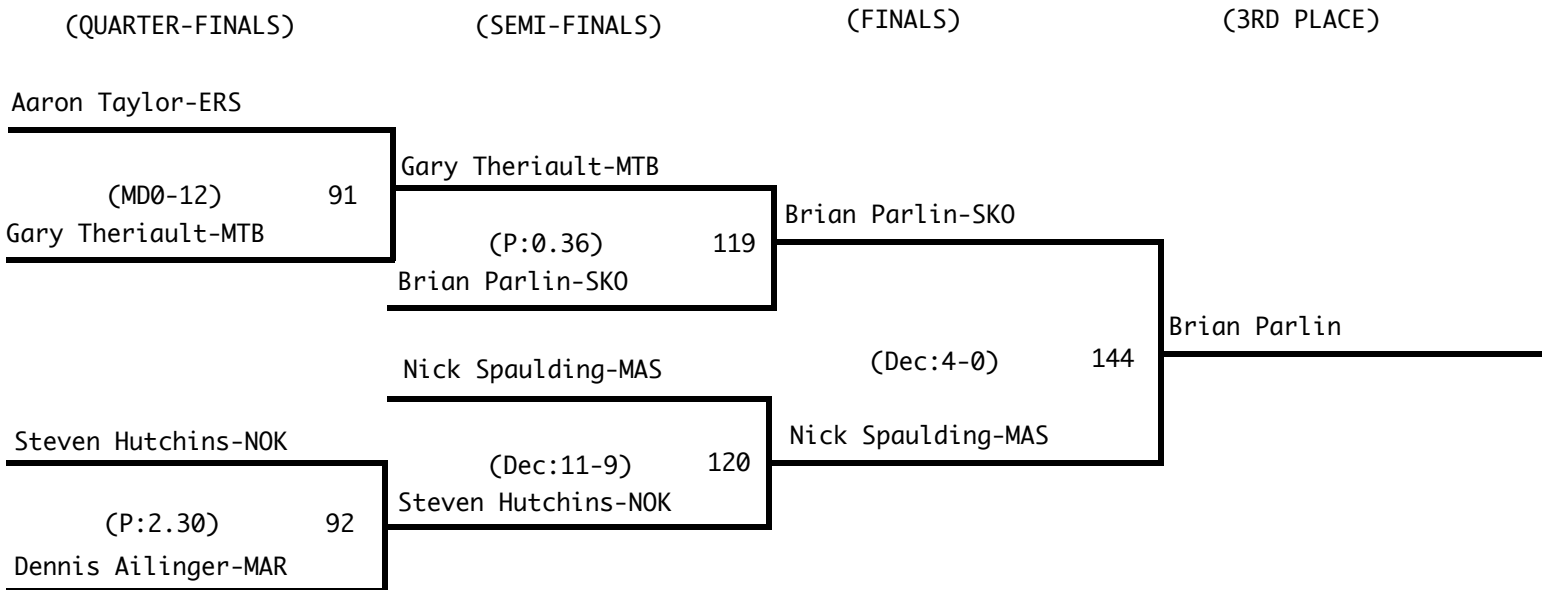 (QUARTER-FINALS) (SEMI-FINALS) (FINALS) (3RD PLACE)
Aaron Taylor-ERS
(MD0-12) 91
Gary Theriault-MTB
Gary Theriault-MTB
(P:0.36) 119
Brian Parlin-SKO
Brian Parlin-SKO
Nick Spaulding-MAS
(Dec:4-0) 144
Brian Parlin
Steven Hutchins-NOK
(Dec:11-9) 120
Nick Spaulding-MAS
Steven Hutchins-NOK
(P:2.30) 92
Dennis Ailinger-MAR